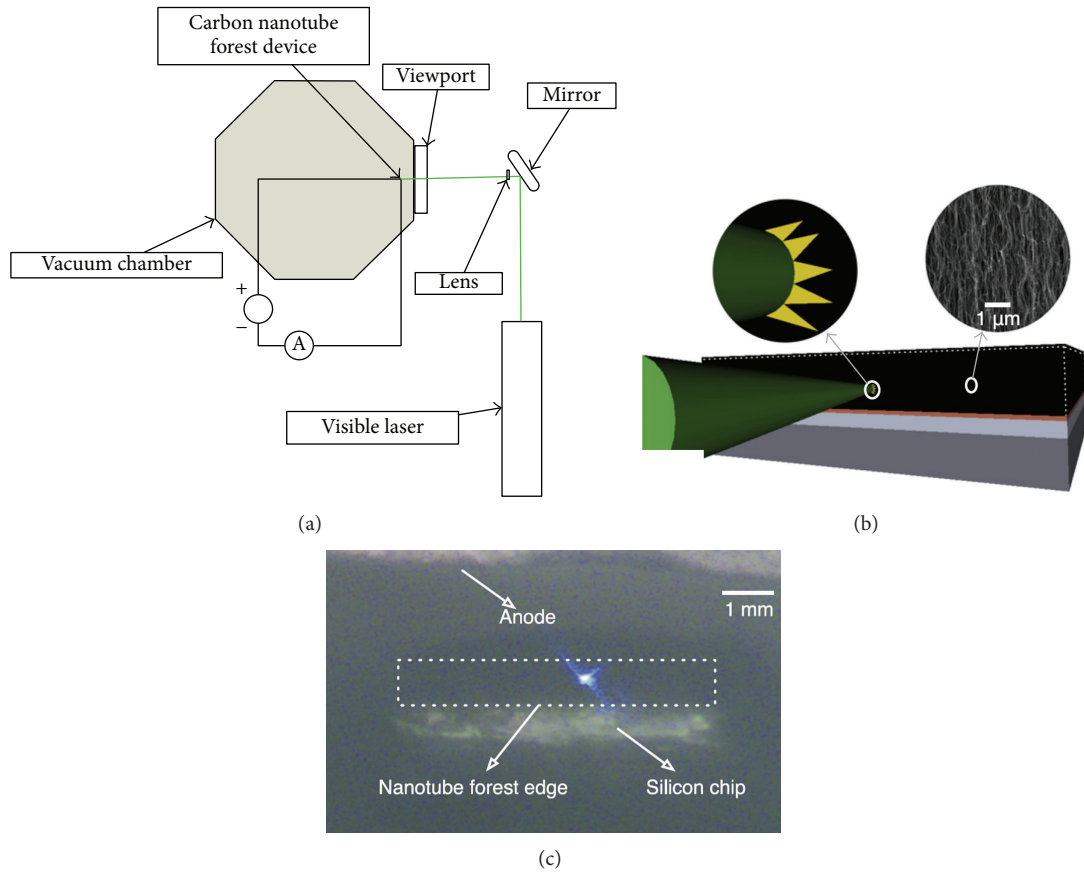 Carbon nanotube
forest device
Viewport
Mirror
Vacuum chamber
Lens
+
−
A
Visible laser
(a)
1 μm
(b)
Anode
1 mm
Nanotube forest edge
Silicon chip
(c)